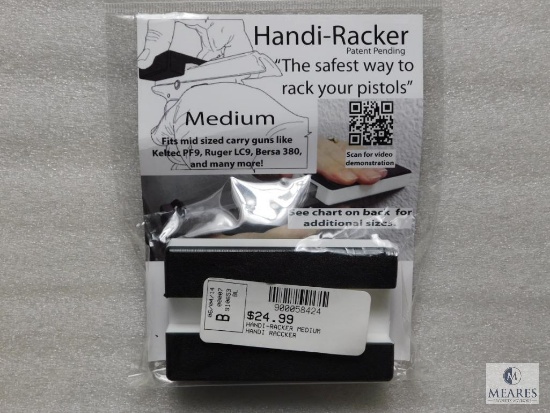 Handi-Racker
Patent Pending
"The safest way to
rack your pistols"
Medium
Fits mid sized carry guns like
Keltec PF9, Ruger LC9, Bersa 380,
and many more!
Scan for video
demonstration
See chart on back for
additional sizes.
900058424
$24.99
HANDI-RACKER MEDIUM
HANDI RACCKER
B
MEARES